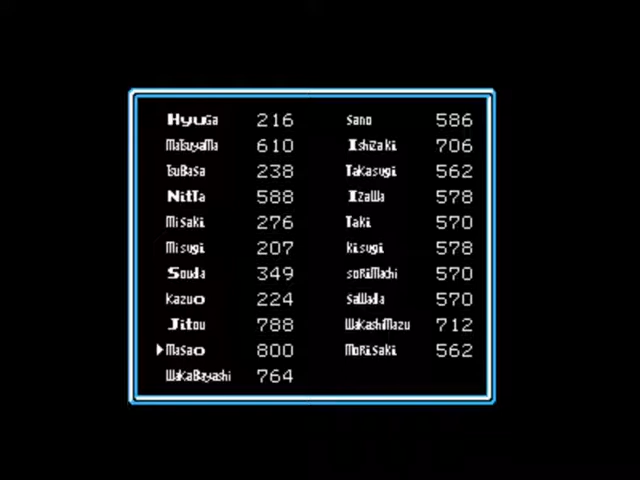 HyuGa 216 Sano 586
MaTsuyaMa 610 IshiZaki 706
TsuBaSa 238 Takasugi 562
NitTa 588 IZaWa 578
MiSaki 276 Taki 570
Misugi 207 kisugi 578
Souda 349 soRiMachi 570
Kazuo 224 SaWada 570
Jitou 788 WaKashiMazu 712
MaSao 800 MoRiSaki 562
WaKaBayashi 764